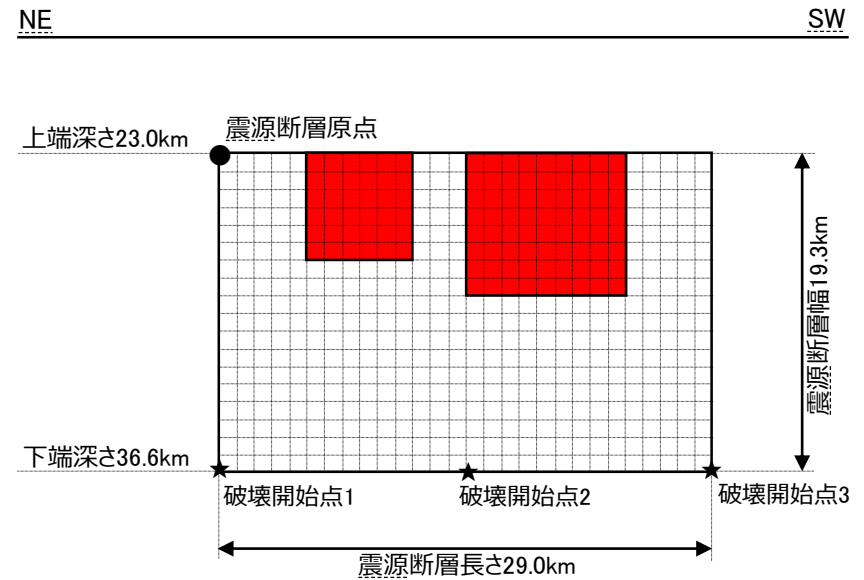 NE
SW
上端深さ23.0km
震源断層原点
震源断層幅19.3km
下端深さ36.6km
破壊開始点1
破壊開始点2
破壊開始点3
震源断層長さ29.0km